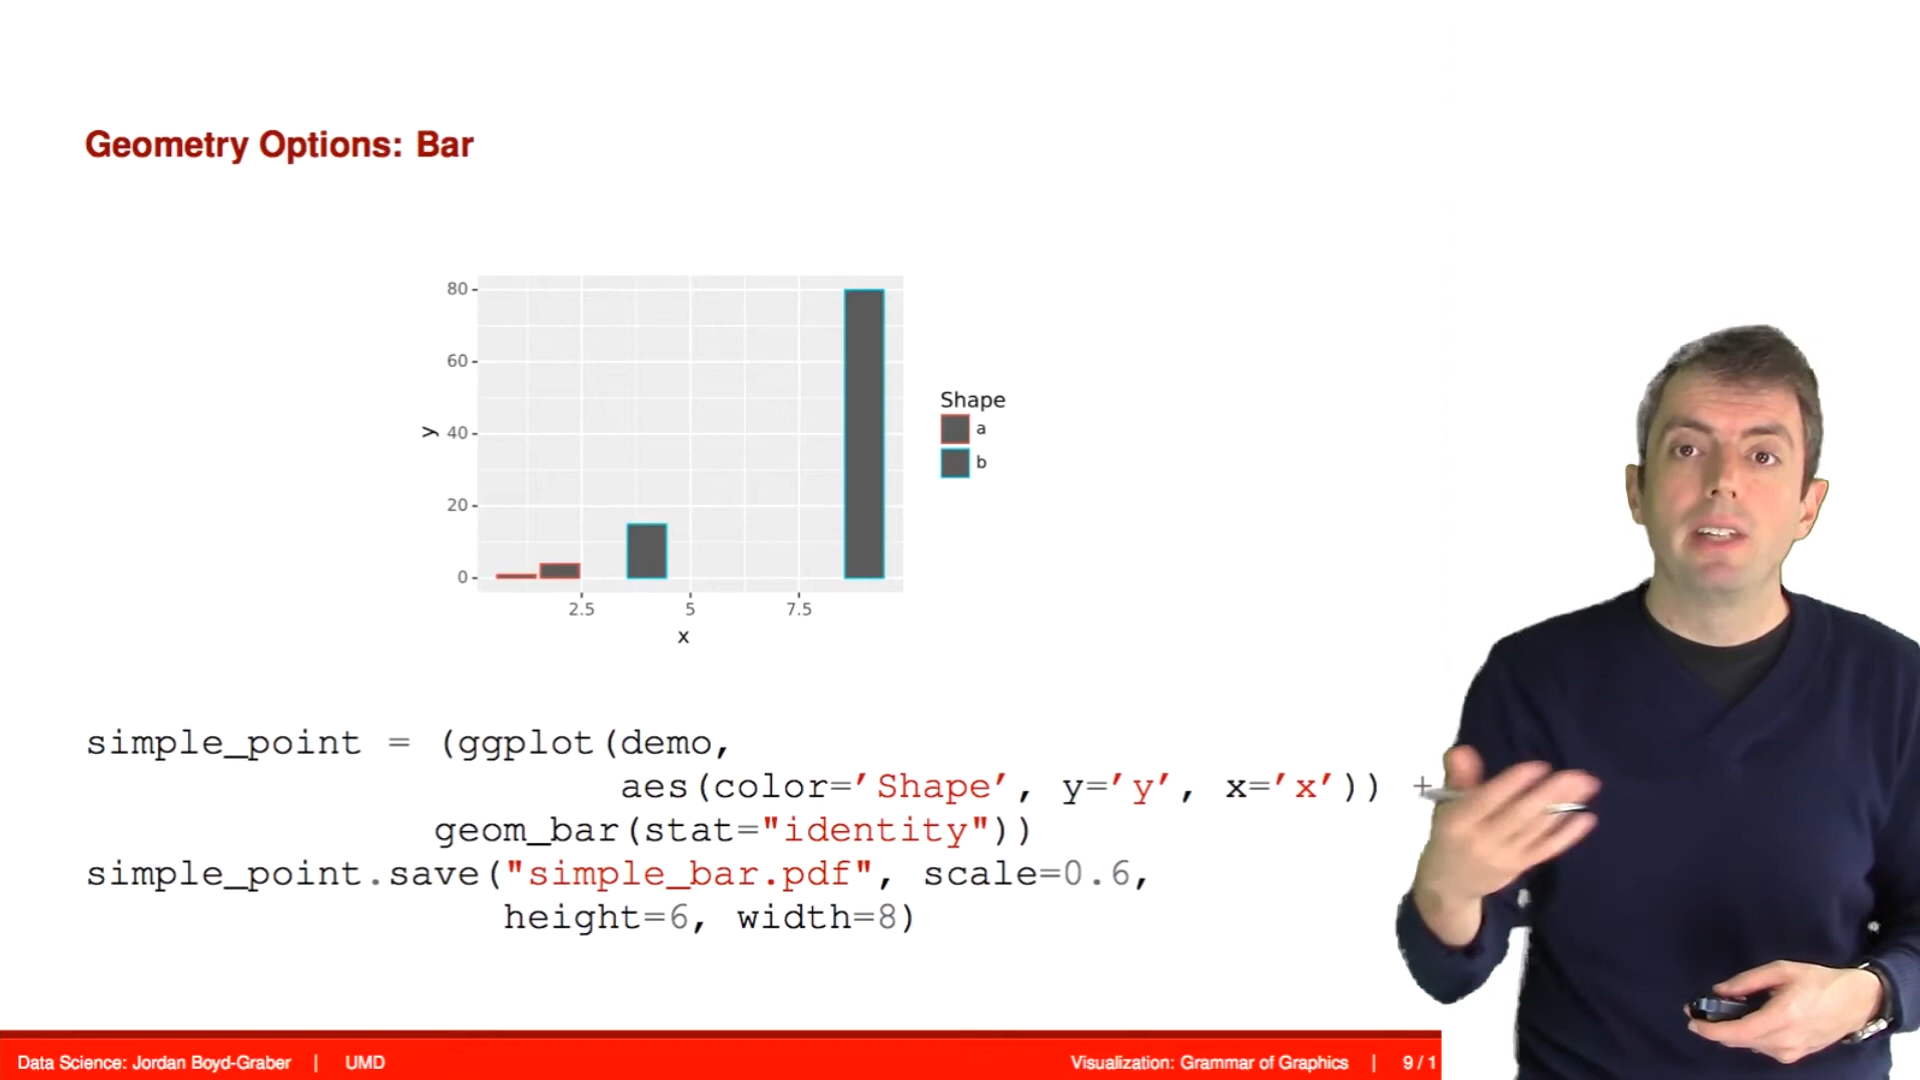 Geometry Options: Bar
80
60
40
20
0
y
2.5 5 7.5
x
Shape
a
b
simple_point = (ggplot(demo,
aes(color='Shape', y='y', x='x')) +
geom_bar(stat="identity"))
simple_point.save("simple_bar.pdf", scale=0.6,
height=6, width=8)
Data Science: Jordan Boyd-Graber | UMD Visualization: Grammar of Graphics | 9 / 1